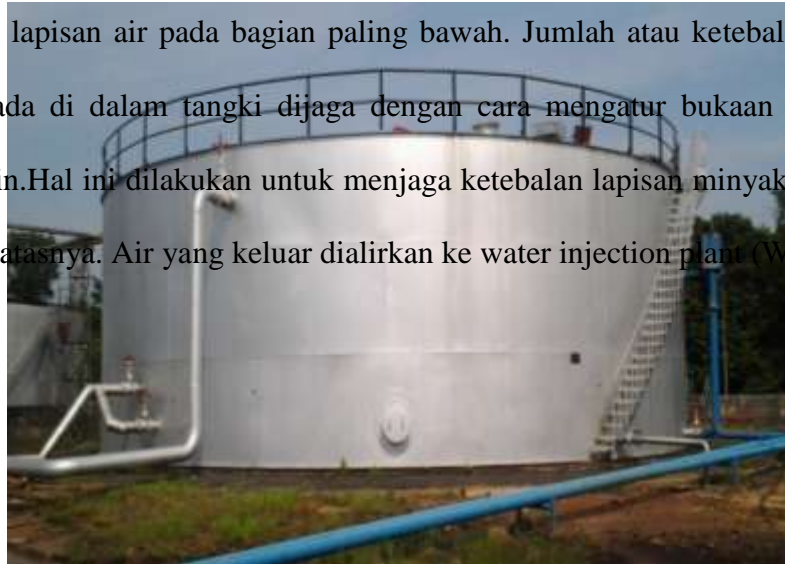 lapisan air pada bagian paling bawah. Jumlah atau ketebal
ada di dalam tangki dijaga dengan cara mengatur bukaan
in.Hal ini dilakukan untuk menjaga ketebalan lapisan minyak
atasnya. Air yang keluar dialirkan ke water injection plant (W